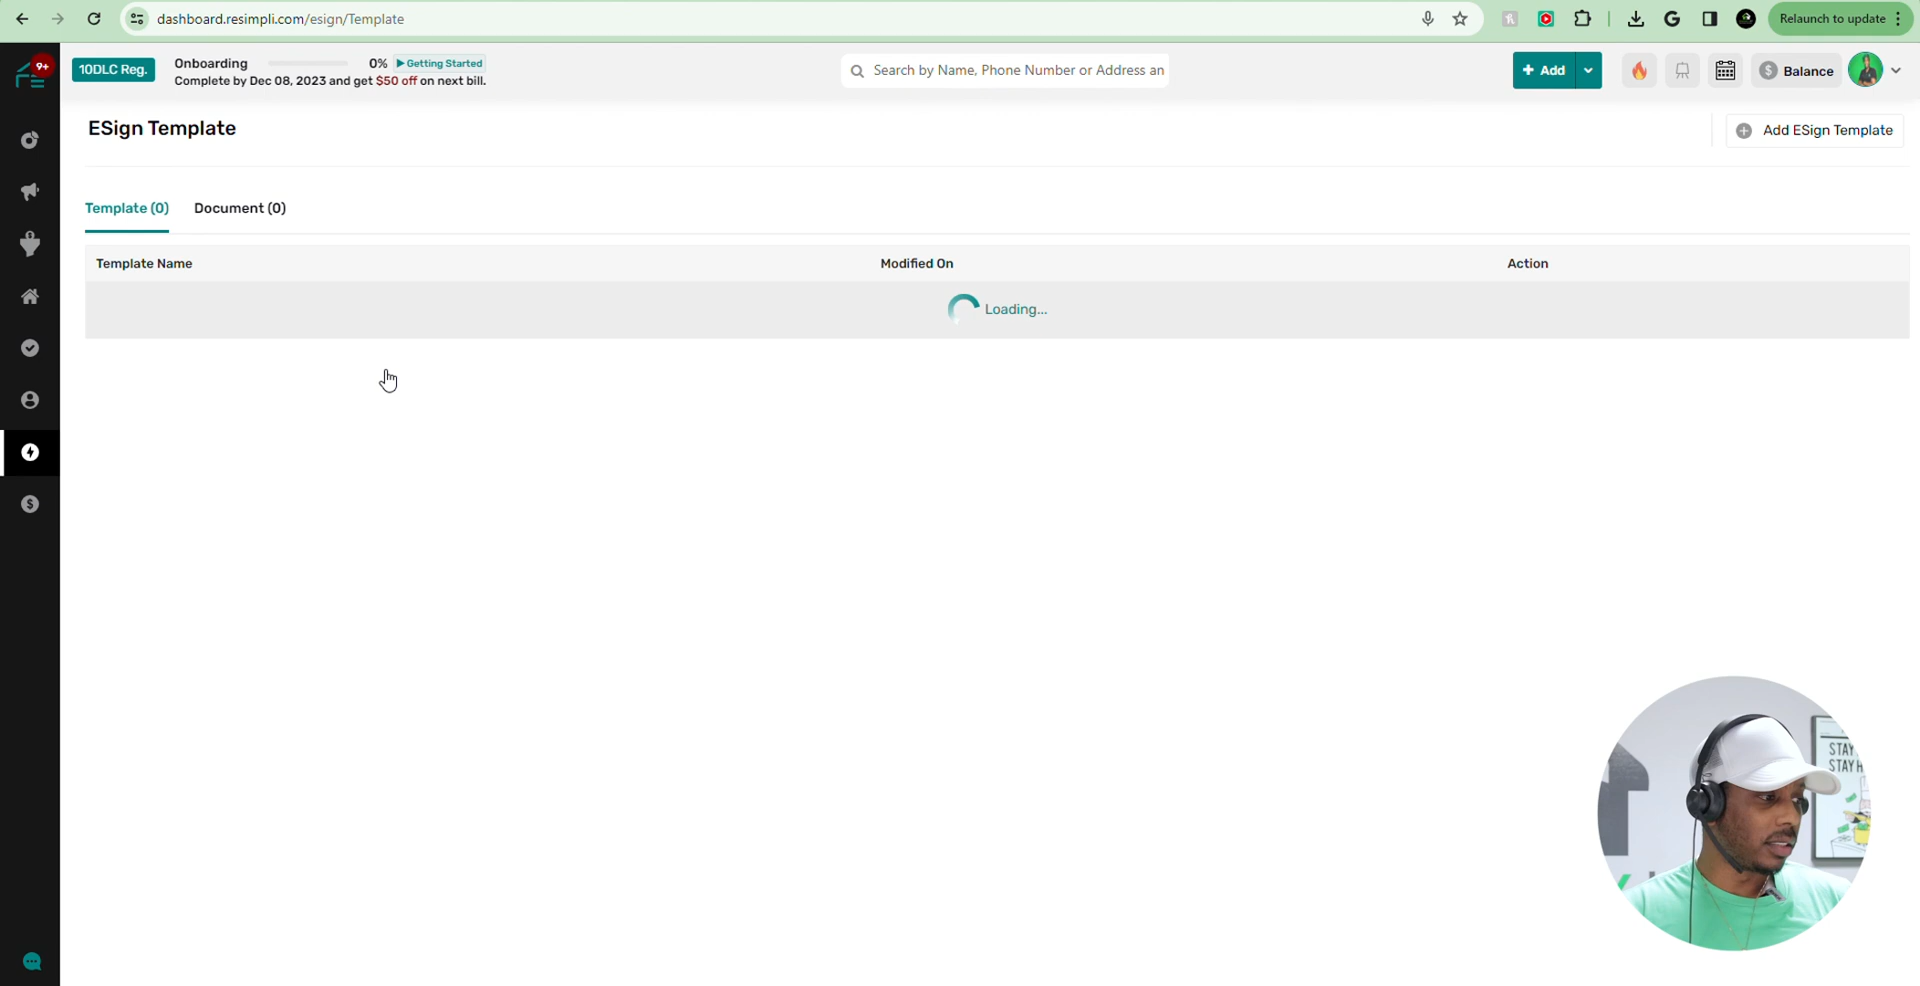 dashboard.resimpli.com/esign/Template
Relaunch to update
9+
10DLC Reg.
Onboarding 0% Getting Started
Complete by Dec 08, 2023 and get $50 off on next bill.
Search by Name, Phone Number or Address an
+ Add
$ Balance
ESign Template
Add ESign Template
Template (0) Document (0)
Template Name Modified On Action
Loading...
STAY
STAY H